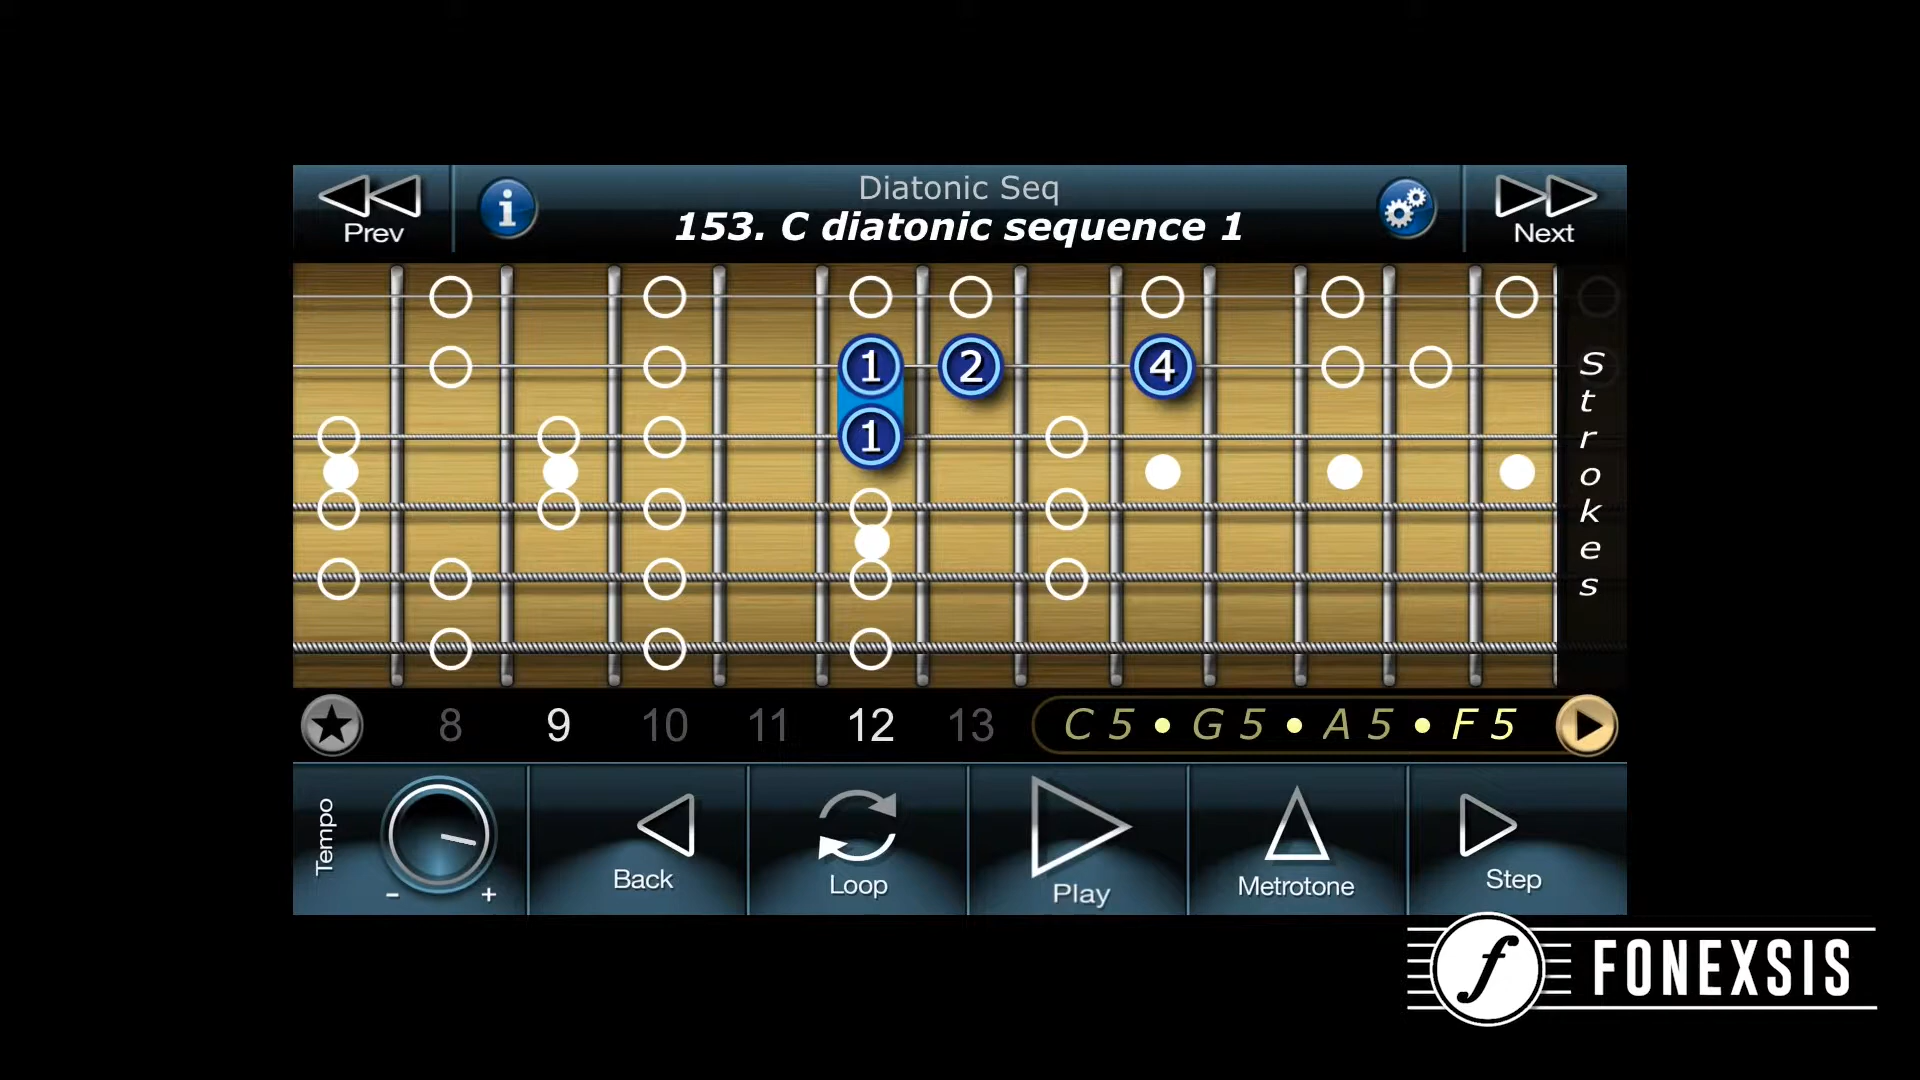 Diatonic Seq
Prev
i
153. C diatonic sequence 1
Next
1 2 4
1
Strokes
8 9 10 11 12 13
C 5 • G 5 • A 5 • F 5
Tempo
- +
Back
Loop
Play
Metrotone
Step
f FONEXSIS